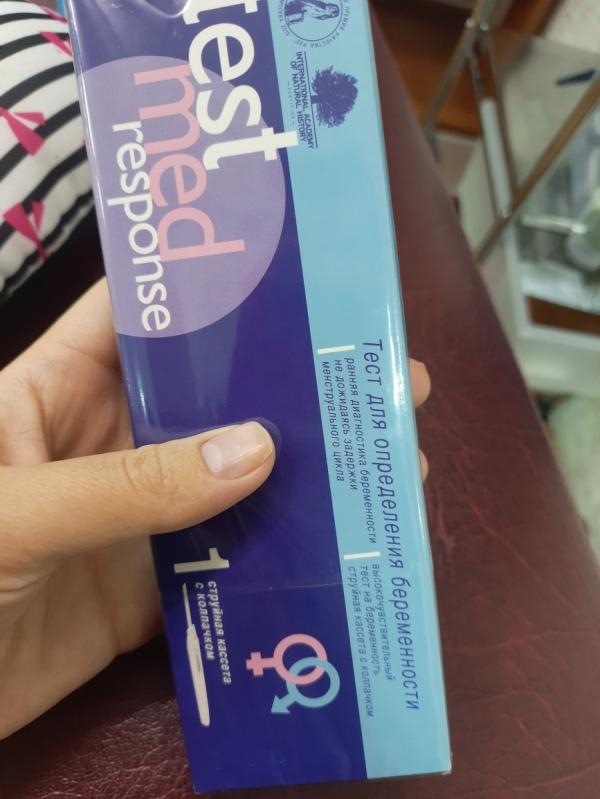 test
med
response
INTERNATIONAL ACADEMY
OF NATURAL HISTORY
Тест для определения беременности
ранняя диагностика беременности
не дожидаясь задержки
менструального цикла
высокочувствительный
тест на беременность
струйная кассета с колпачком
1
струйная кассета
с колпачком